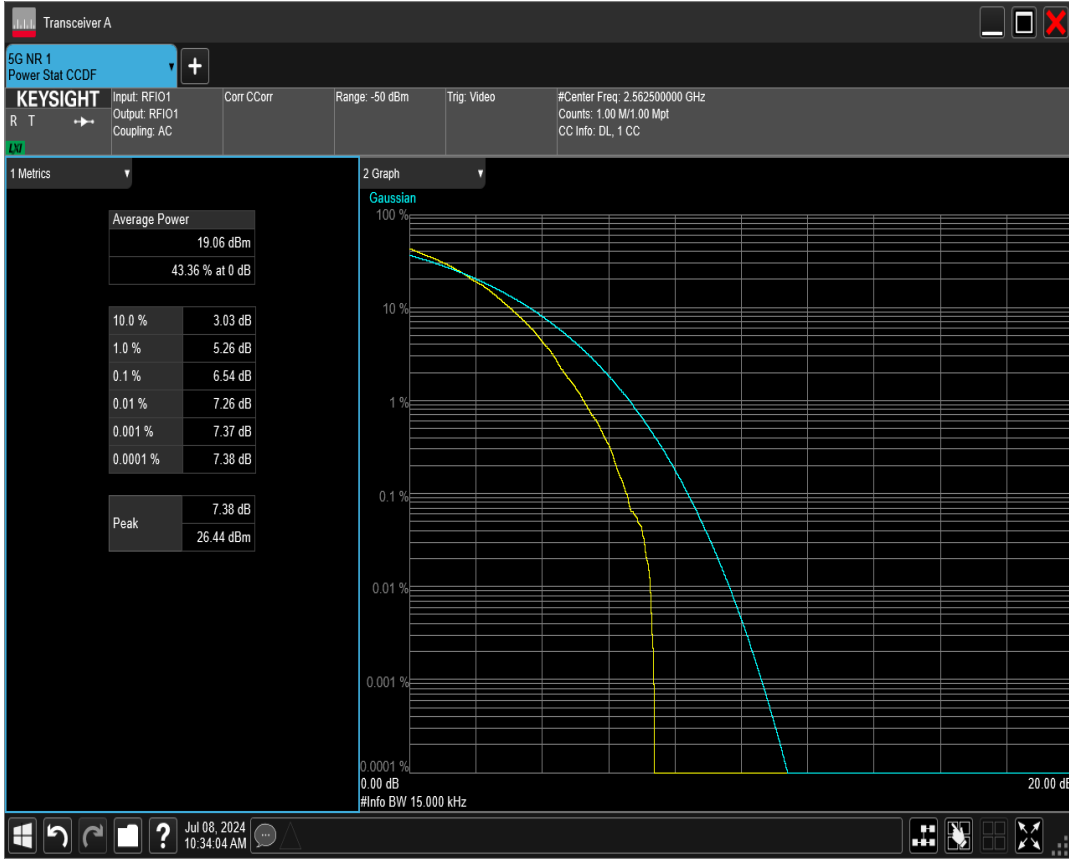 Transceiver A
5G NR 1
Power Stat CCDF
KEYSIGHT
R T
LXI
Input: RFIO1
Output: RFIO1
Coupling: AC
Corr CCorr
Range: -50 dBm
Trig: Video
#Center Freq: 2.562500000 GHz
Counts: 1.00 M/1.00 Mpt
CC Info: DL, 1 CC
1 Metrics
Average Power
19.06 dBm
43.36 % at 0 dB
10.0 % 3.03 dB
1.0 % 5.26 dB
0.1 % 6.54 dB
0.01 % 7.26 dB
0.001 % 7.37 dB
0.0001 % 7.38 dB
Peak 7.38 dB
26.44 dBm
2 Graph
Gaussian
100 %
10 %
1 %
0.1 %
0.01 %
0.001 %
0.0001 %
0.00 dB 20.00 dB
#Info BW 15.000 kHz
Jul 08, 2024
10:34:04 AM